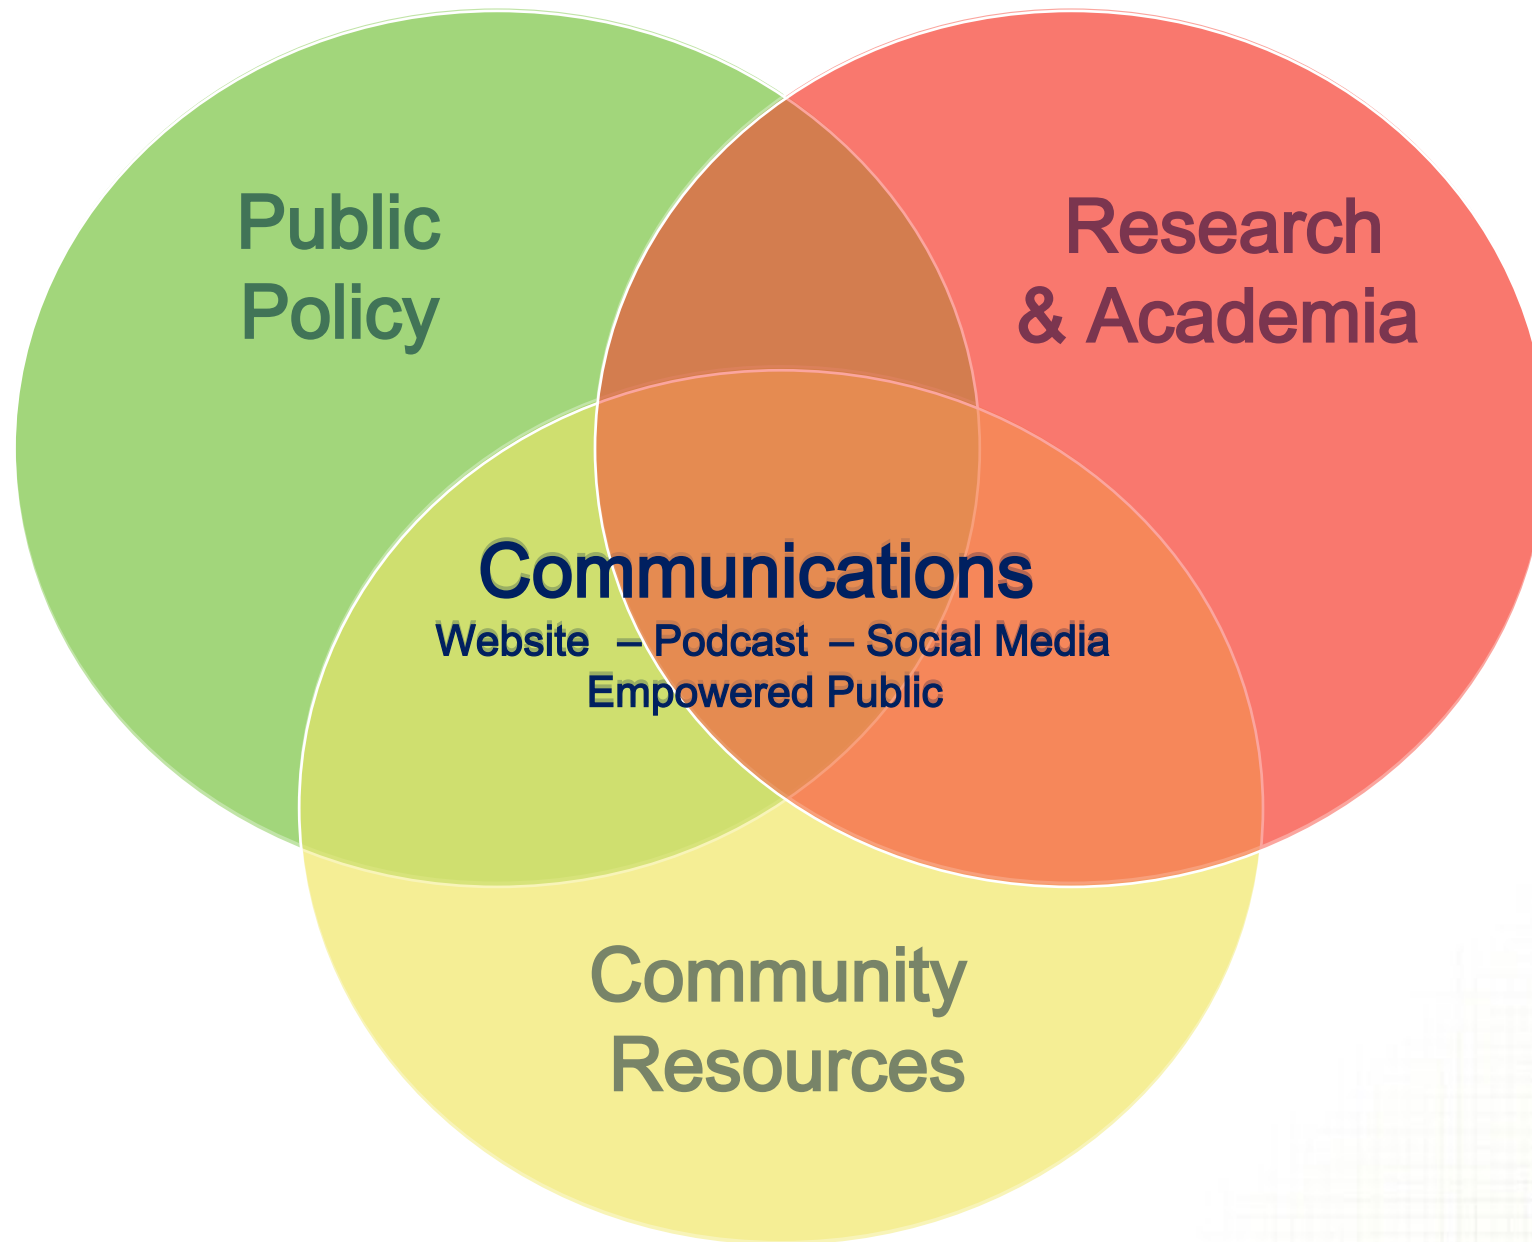 Public
Policy
Research
& Academia
Communications
Website – Podcast – Social Media
Empowered Public
Community
Resources